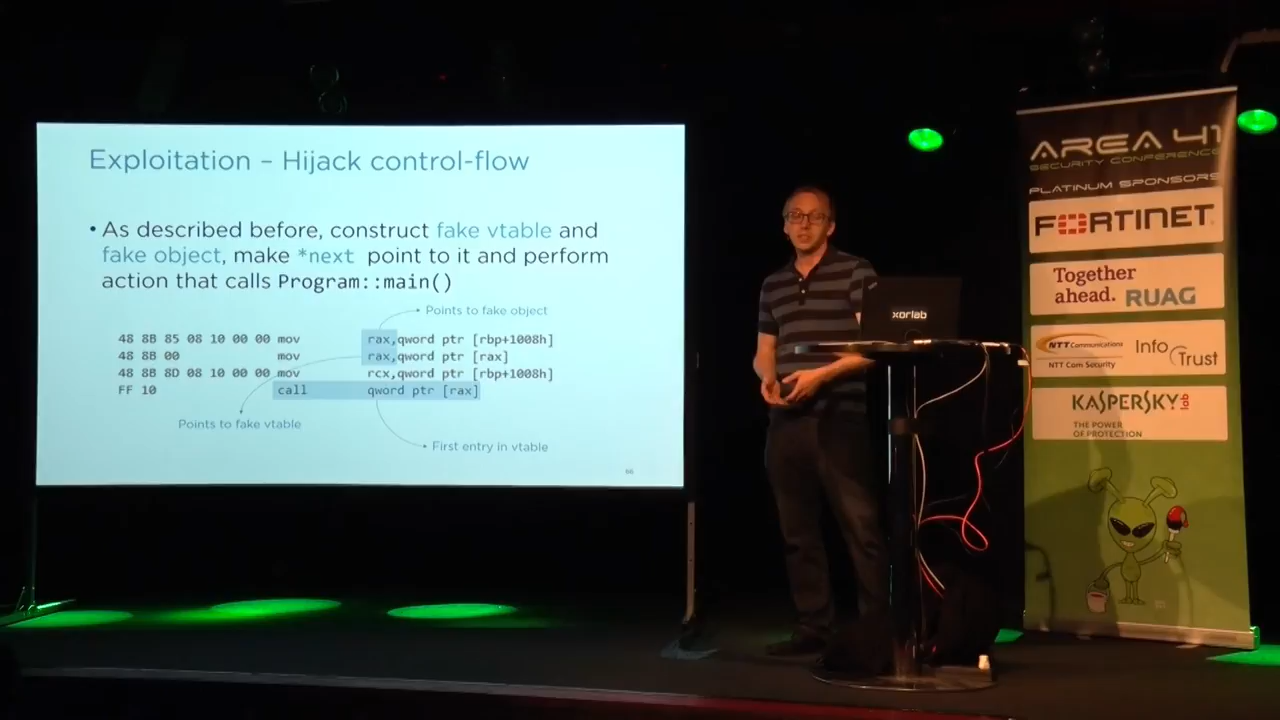 Exploitation – Hijack control-flow
• As described before, construct fake vtable and
fake object, make *next point to it and perform
action that calls Program::main()
Points to fake object
48 8B 85 08 10 00 00 mov rax,qword ptr [rbp+1008h]
48 8B 00 mov rax,qword ptr [rax]
48 8B 8D 08 10 00 00 mov rcx,qword ptr [rbp+1008h]
FF 10 call qword ptr [rax]
Points to fake vtable
First entry in vtable
66
xorlab
AREA 41
SECURITY CONFERENCE
PLATINUM SPONSORS
FORTINET
Together
ahead. RUAG
NTT Communications
NTT Com Security
Info Trust
KASPERSKY lab
THE POWER
OF PROTECTION